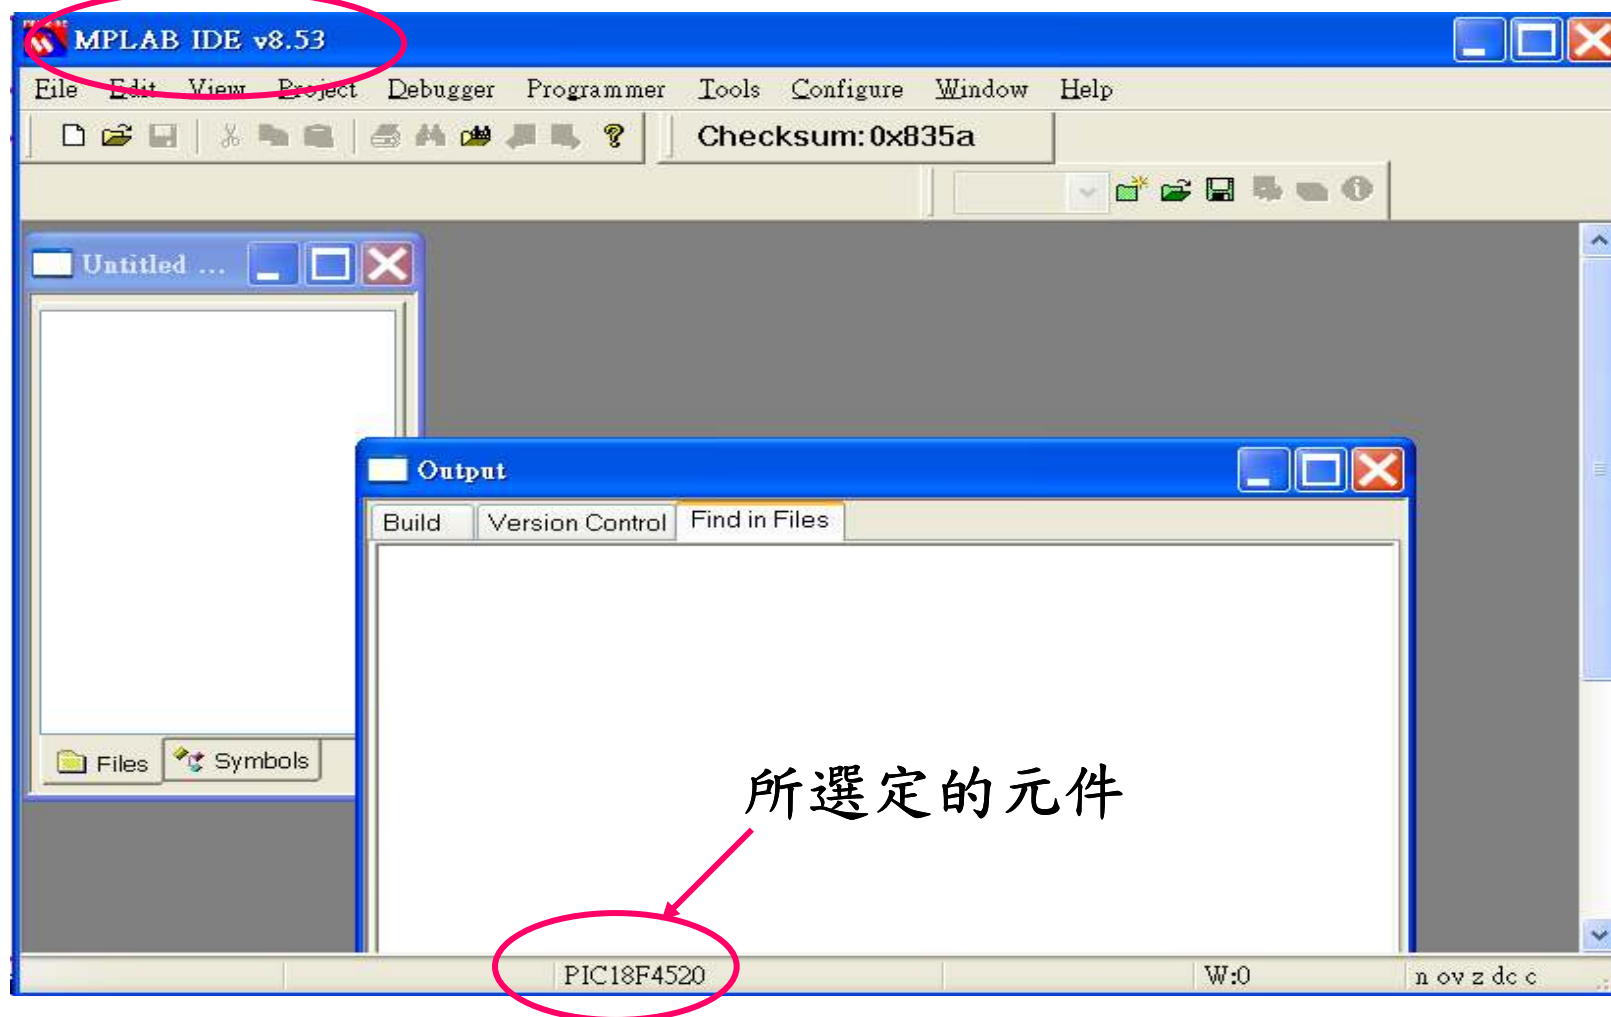 MPLAB IDE v8.53
File Edit View Project Debugger Programmer Tools Configure Window Help
Checksum: 0x835a
Untitled ...
Output
Build Version Control Find in Files
Files Symbols
所選定的元件
PIC18F4520 W:0 n ov z dc c